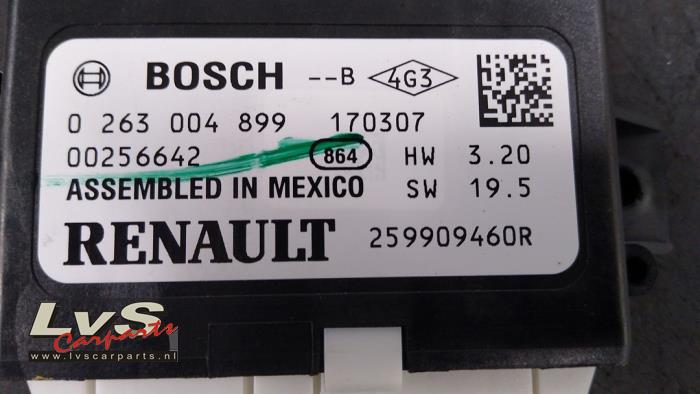 BOSCH --B 4G3
0 263 004 899 170307
00256642 864 HW 3.20
ASSEMBLED IN MEXICO SW 19.5
RENAULT 259909460R
LvS
Carparts
www.lvscarparts.nl